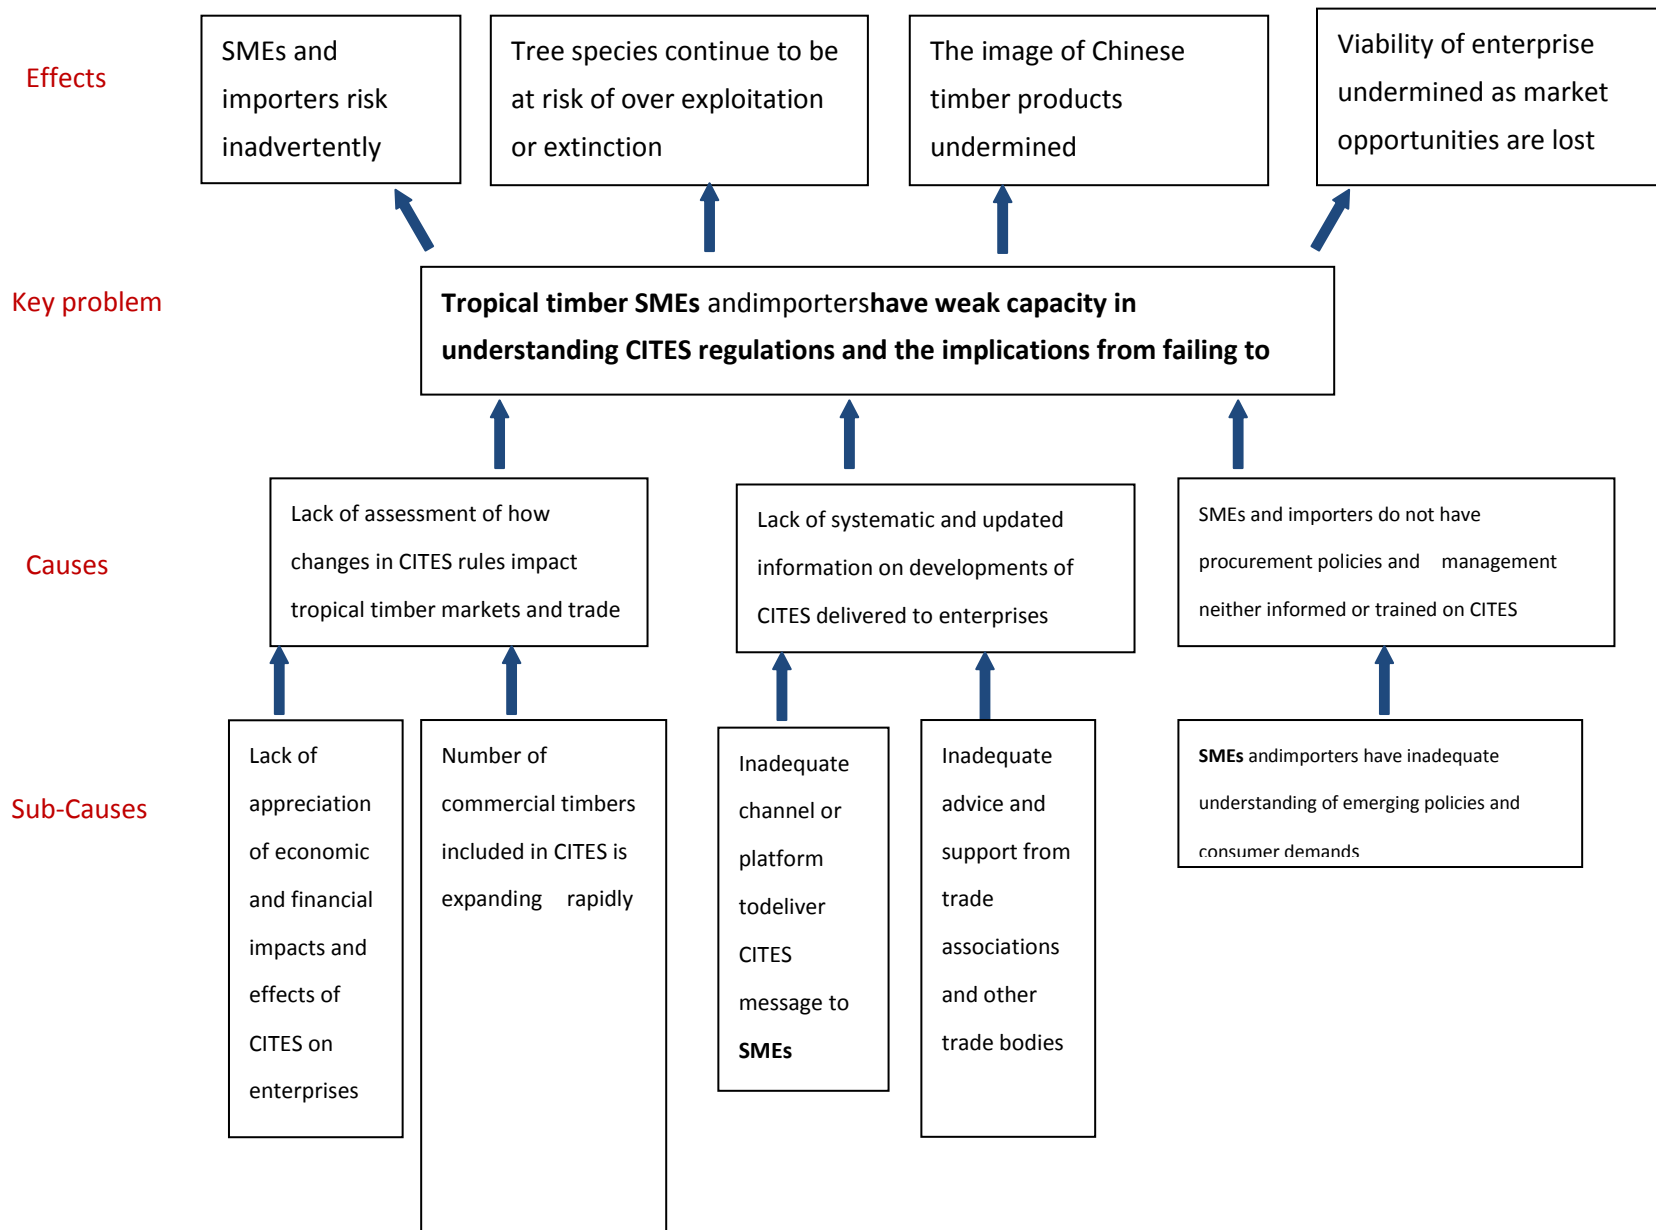 Effects
SMEs and
importers risk
inadvertently
Tree species continue to be
at risk of over exploitation
or extinction
The image of Chinese
timber products
undermined
Viability of enterprise
undermined as market
opportunities are lost
Key problem
Tropical timber SMEs andimportershave weak capacity in
understanding CITES regulations and the implications from failing to
Causes
Lack of assessment of how
changes in CITES rules impact
tropical timber markets and trade
Lack of systematic and updated
information on developments of
CITES delivered to enterprises
SMEs and importers do not have
procurement policies and management
neither informed or trained on CITES
Sub-Causes
Lack of
appreciation
of economic
and financial
impacts and
effects of
CITES on
enterprises
Number of
commercial timbers
included in CITES is
expanding rapidly
Inadequate
channel or
platform
todeliver
CITES
message to
SMEs
Inadequate
advice and
support from
trade
associations
and other
trade bodies
SMEs andimporters have inadequate
understanding of emerging policies and
consumer demands